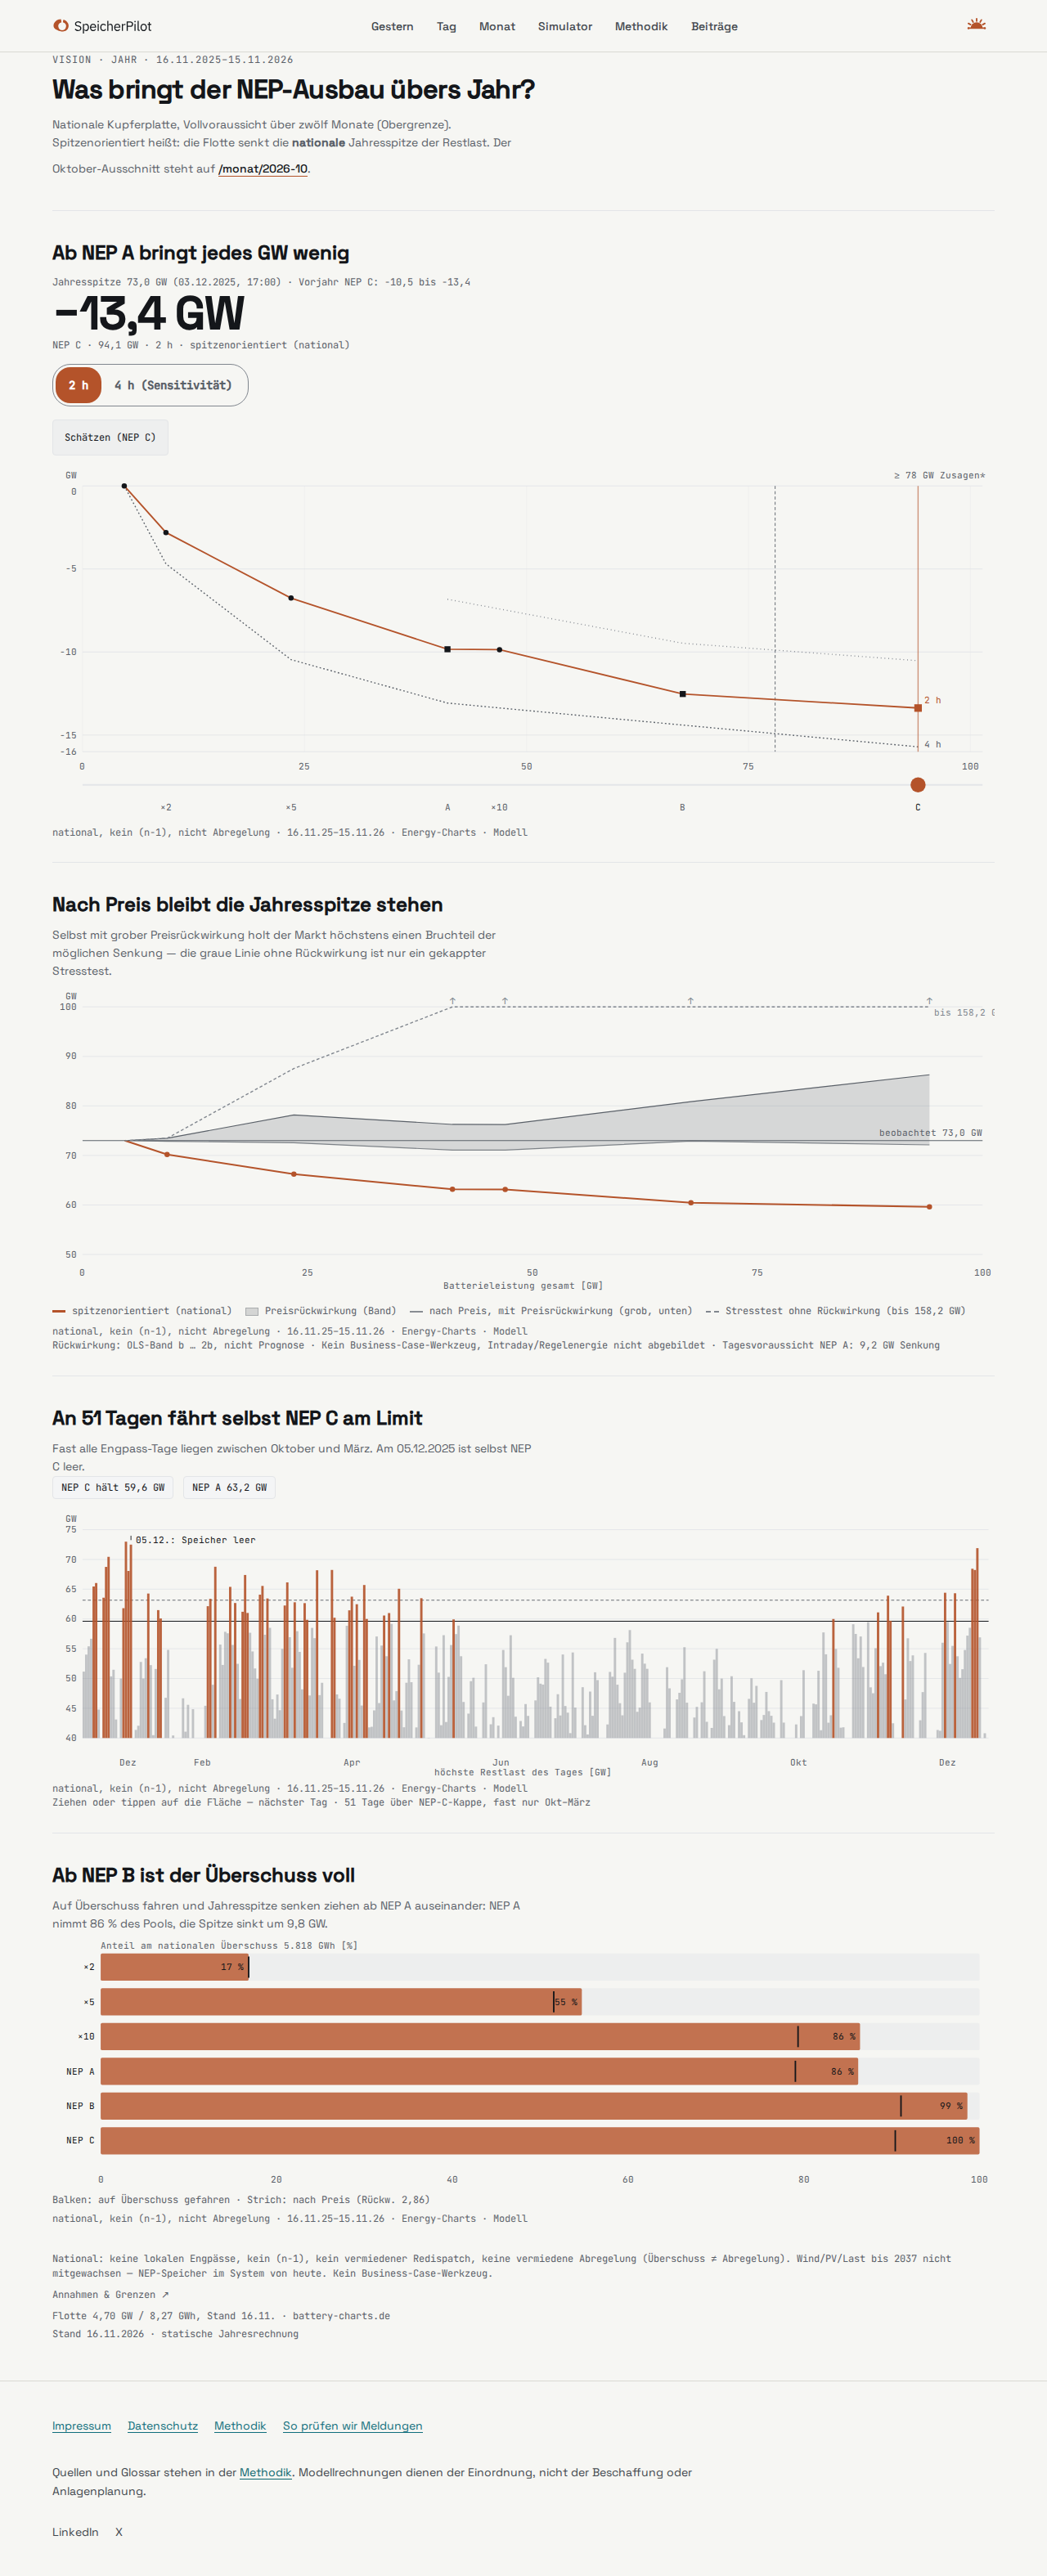 SpeicherPilot
Gestern Tag Monat Simulator Methodik Beiträge
VISION · JAHR · 16.11.2025–15.11.2026
Was bringt der NEP-Ausbau übers Jahr?
Nationale Kupferplatte, Vollvoraussicht über zwölf Monate (Obergrenze).
Spitzenorientiert heißt: die Flotte senkt die nationale Jahresspitze der Restlast. Der
Oktober-Ausschnitt steht auf /monat/2026-10.
Ab NEP A bringt jedes GW wenig
Jahresspitze 73,0 GW (03.12.2025, 17:00) · Vorjahr NEP C: -10,5 bis -13,4
−13,4 GW
NEP C · 94,1 GW · 2 h · spitzenorientiert (national)
2 h 4 h (Sensitivität)
Schätzen (NEP C)
GW
≥ 78 GW Zusagen*
0
-5
-10
2 h
-15
4 h
-16
0 25 50 75 100
×2 ×5 A ×10 B C
national, kein (n-1), nicht Abregelung · 16.11.25–15.11.26 · Energy-Charts · Modell
Nach Preis bleibt die Jahresspitze stehen
Selbst mit grober Preisrückwirkung holt der Markt höchstens einen Bruchteil der
möglichen Senkung — die graue Linie ohne Rückwirkung ist nur ein gekappter
Stresstest.
GW
↑ ↑ ↑ ↑
100
bis 158,2 G
90
80
beobachtet 73,0 GW
70
60
50
0 25 50 75 100
Batterieleistung gesamt [GW]
spitzenorientiert (national) Preisrückwirkung (Band) nach Preis, mit Preisrückwirkung (grob, unten) Stresstest ohne Rückwirkung (bis 158,2 GW)
national, kein (n-1), nicht Abregelung · 16.11.25–15.11.26 · Energy-Charts · Modell
Rückwirkung: OLS-Band b … 2b, nicht Prognose · Kein Business-Case-Werkzeug, Intraday/Regelenergie nicht abgebildet · Tagesvoraussicht NEP A: 9,2 GW Senkung
An 51 Tagen fährt selbst NEP C am Limit
Fast alle Engpass-Tage liegen zwischen Oktober und März. Am 05.12.2025 ist selbst NEP
C leer.
NEP C hält 59,6 GW NEP A 63,2 GW
GW
75
05.12.: Speicher leer
70
65
60
55
50
45
40
Dez Feb Apr Jun Aug Okt Dez
höchste Restlast des Tages [GW]
national, kein (n-1), nicht Abregelung · 16.11.25–15.11.26 · Energy-Charts · Modell
Ziehen oder tippen auf die Fläche — nächster Tag · 51 Tage über NEP-C-Kappe, fast nur Okt–März
Ab NEP B ist der Überschuss voll
Auf Überschuss fahren und Jahresspitze senken ziehen ab NEP A auseinander: NEP A
nimmt 86 % des Pools, die Spitze sinkt um 9,8 GW.
Anteil am nationalen Überschuss 5.818 GWh [%]
×2 17 %
×5 55 %
×10 86 %
NEP A 86 %
NEP B 99 %
NEP C 100 %
0 20 40 60 80 100
Balken: auf Überschuss gefahren · Strich: nach Preis (Rückw. 2,86)
national, kein (n-1), nicht Abregelung · 16.11.25–15.11.26 · Energy-Charts · Modell
National: keine lokalen Engpässe, kein (n-1), kein vermiedener Redispatch, keine vermiedene Abregelung (Überschuss ≠ Abregelung). Wind/PV/Last bis 2037 nicht
mitgewachsen — NEP-Speicher im System von heute. Kein Business-Case-Werkzeug.
Annahmen & Grenzen ↗
Flotte 4,70 GW / 8,27 GWh, Stand 16.11. · battery-charts.de
Stand 16.11.2026 · statische Jahresrechnung
Impressum Datenschutz Methodik So prüfen wir Meldungen
Quellen und Glossar stehen in der Methodik. Modellrechnungen dienen der Einordnung, nicht der Beschaffung oder
Anlagenplanung.
LinkedIn X